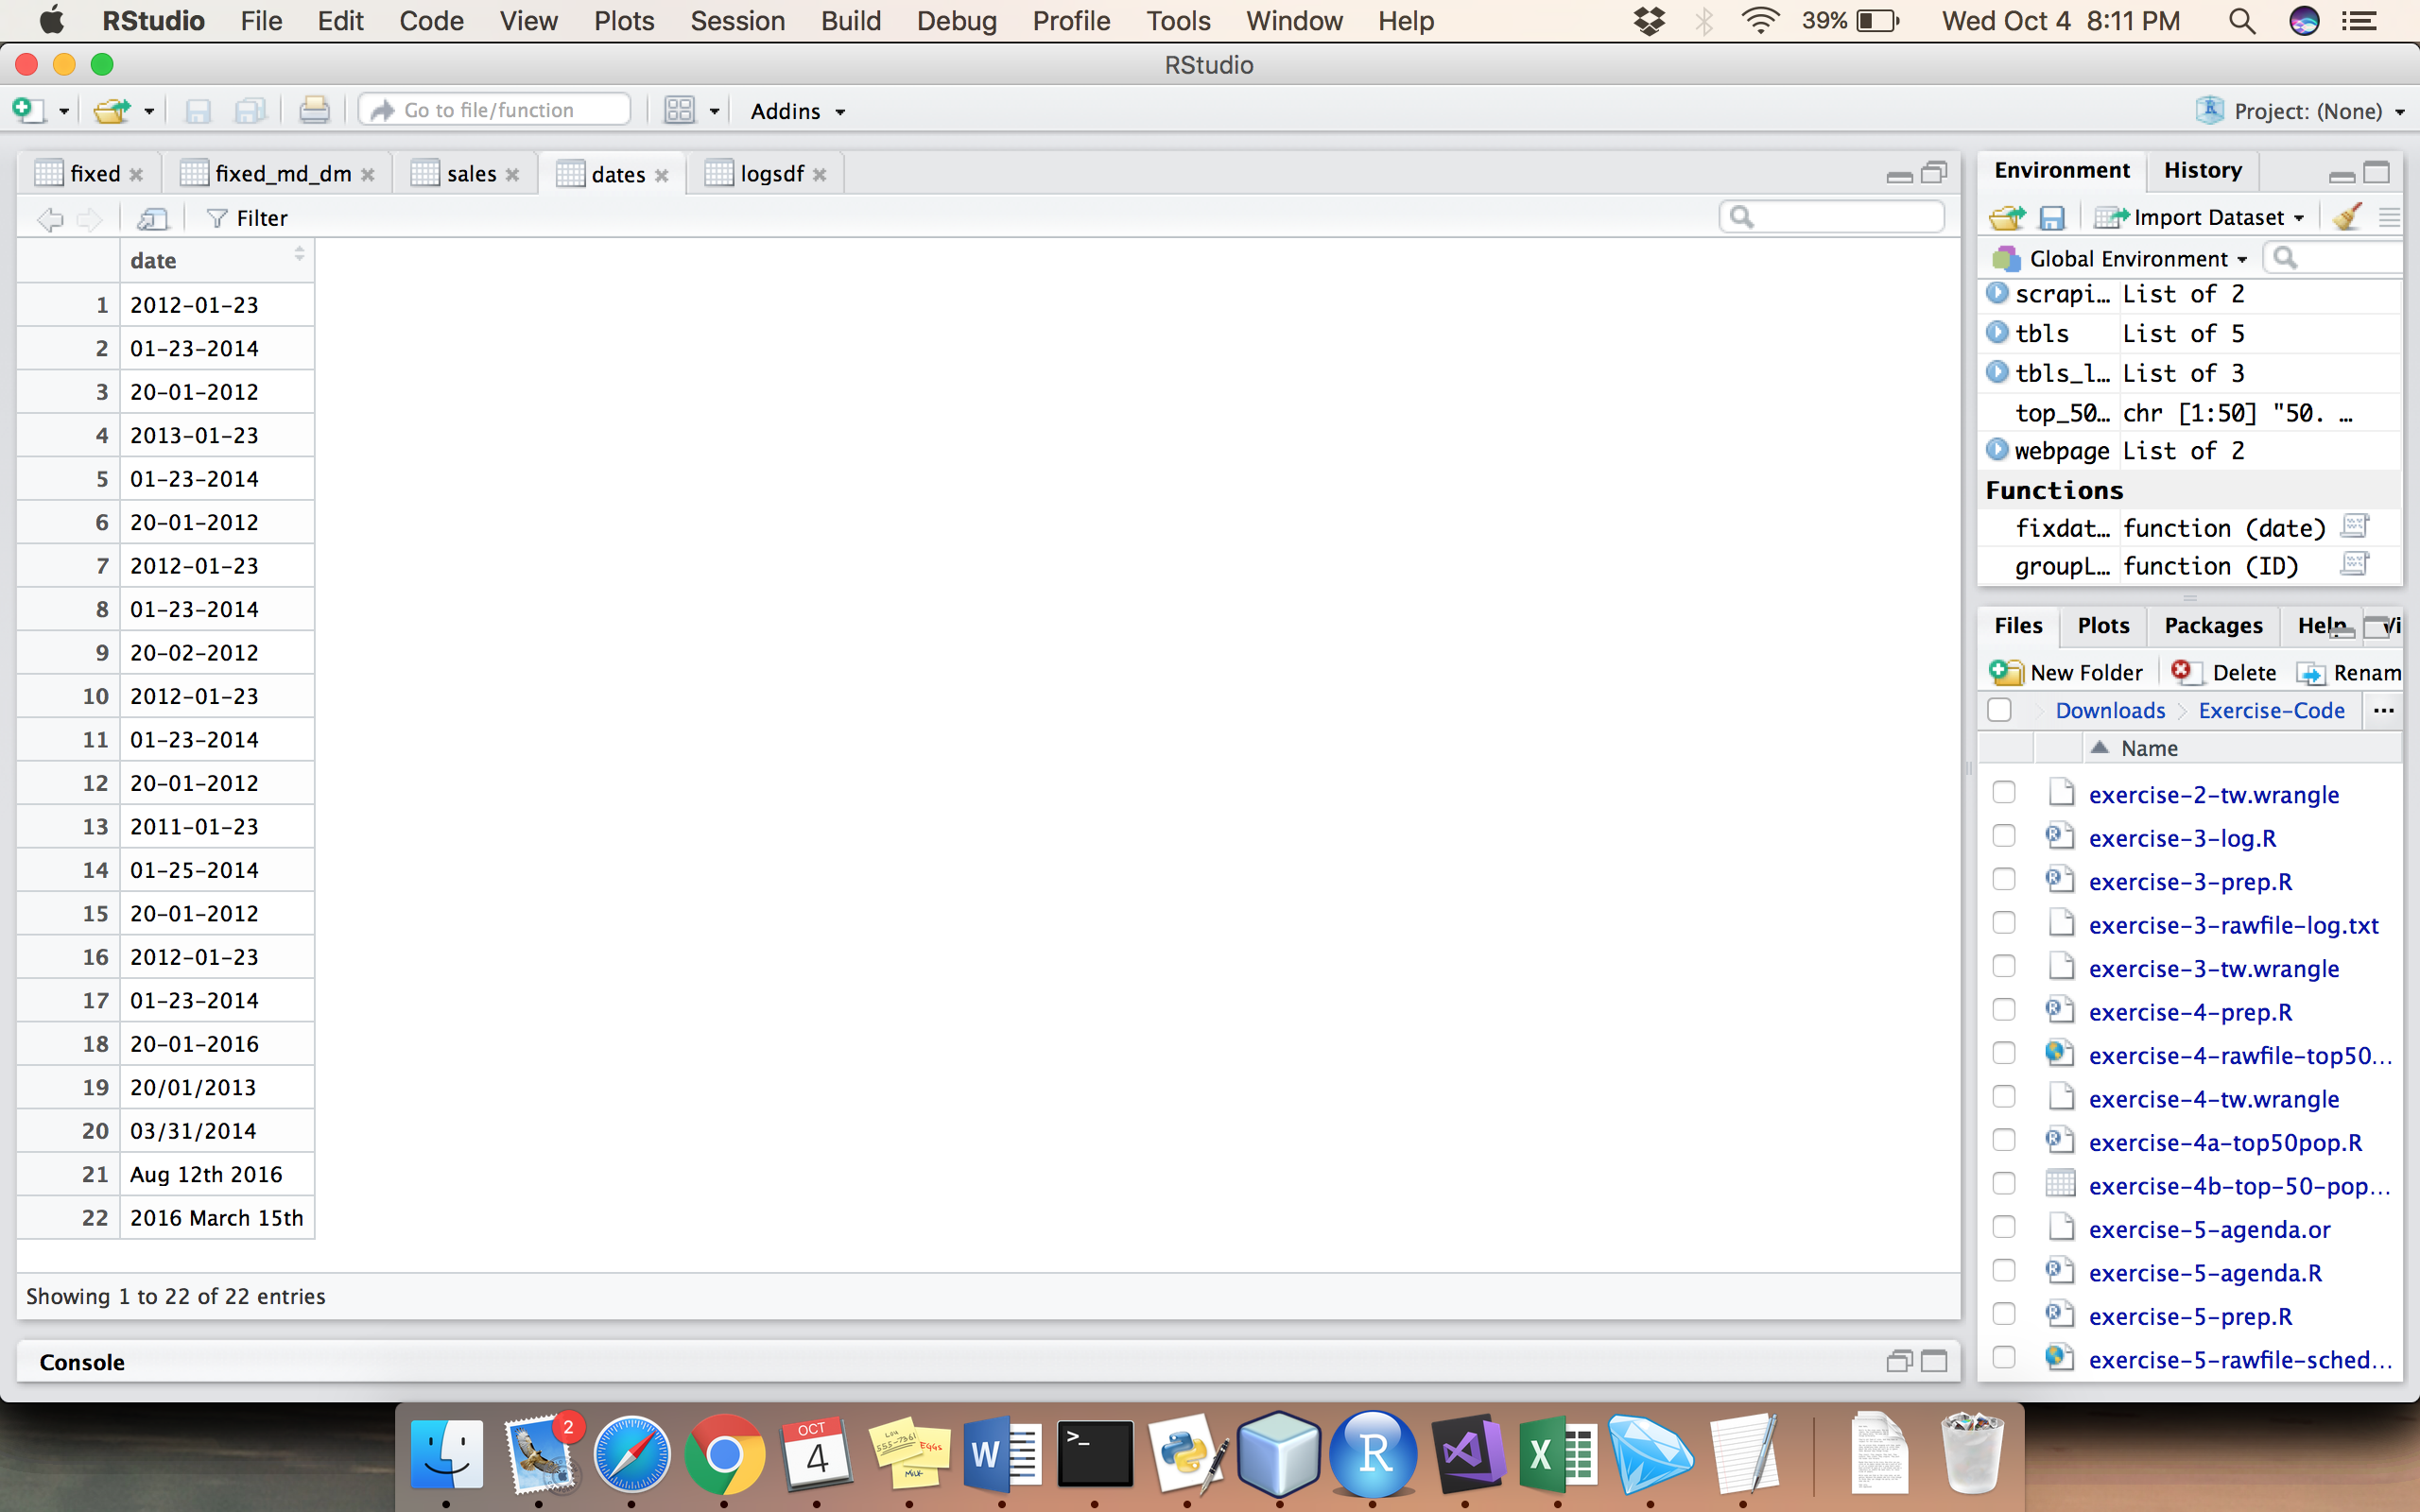 RStudio File Edit Code View Plots Session Build Debug Profile Tools Window Help 39% Wed Oct 4 8:11 PM
RStudio
Go to file/function Addins Project: (None)
fixed fixed_md_dm sales dates logsdf
Filter
date
1 2012-01-23
2 01-23-2014
3 20-01-2012
4 2013-01-23
5 01-23-2014
6 20-01-2012
7 2012-01-23
8 01-23-2014
9 20-02-2012
10 2012-01-23
11 01-23-2014
12 20-01-2012
13 2011-01-23
14 01-25-2014
15 20-01-2012
16 2012-01-23
17 01-23-2014
18 20-01-2016
19 20/01/2013
20 03/31/2014
21 Aug 12th 2016
22 2016 March 15th
Showing 1 to 22 of 22 entries
Console
Environment History
Import Dataset
Global Environment
scrapi… List of 2
tbls List of 5
tbls_l… List of 3
top_50… chr [1:50] "50. …
webpage List of 2
Functions
fixdat… function (date)
groupL… function (ID)
Files Plots Packages Help Vi
New Folder Delete Renam
Downloads Exercise-Code ...
Name
exercise-2-tw.wrangle
exercise-3-log.R
exercise-3-prep.R
exercise-3-rawfile-log.txt
exercise-3-tw.wrangle
exercise-4-prep.R
exercise-4-rawfile-top50...
exercise-4-tw.wrangle
exercise-4a-top50pop.R
exercise-4b-top-50-pop...
exercise-5-agenda.or
exercise-5-agenda.R
exercise-5-prep.R
exercise-5-rawfile-sched...
2
OCT
4
555-7361
EGGS
MILK
W
>_
R
X